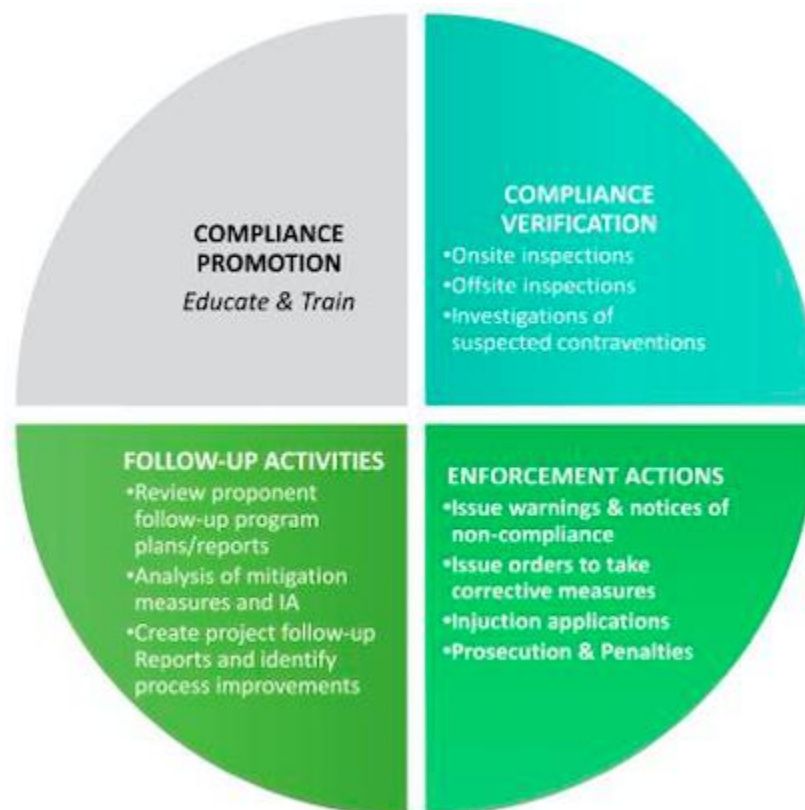 COMPLIANCE
PROMOTION
Educate & Train
COMPLIANCE
VERIFICATION
•Onsite inspections
•Offsite inspections
•Investigations of
suspected contraventions
FOLLOW-UP ACTIVITIES
•Review proponent
follow-up program
plans/reports
•Analysis of mitigation
measures and IA
•Create project follow-up
Reports and identify
process improvements
ENFORCEMENT ACTIONS
•Issue warnings & notices of
non-compliance
•Issue orders to take
corrective measures
•Injuction applications
•Prosecution & Penalties